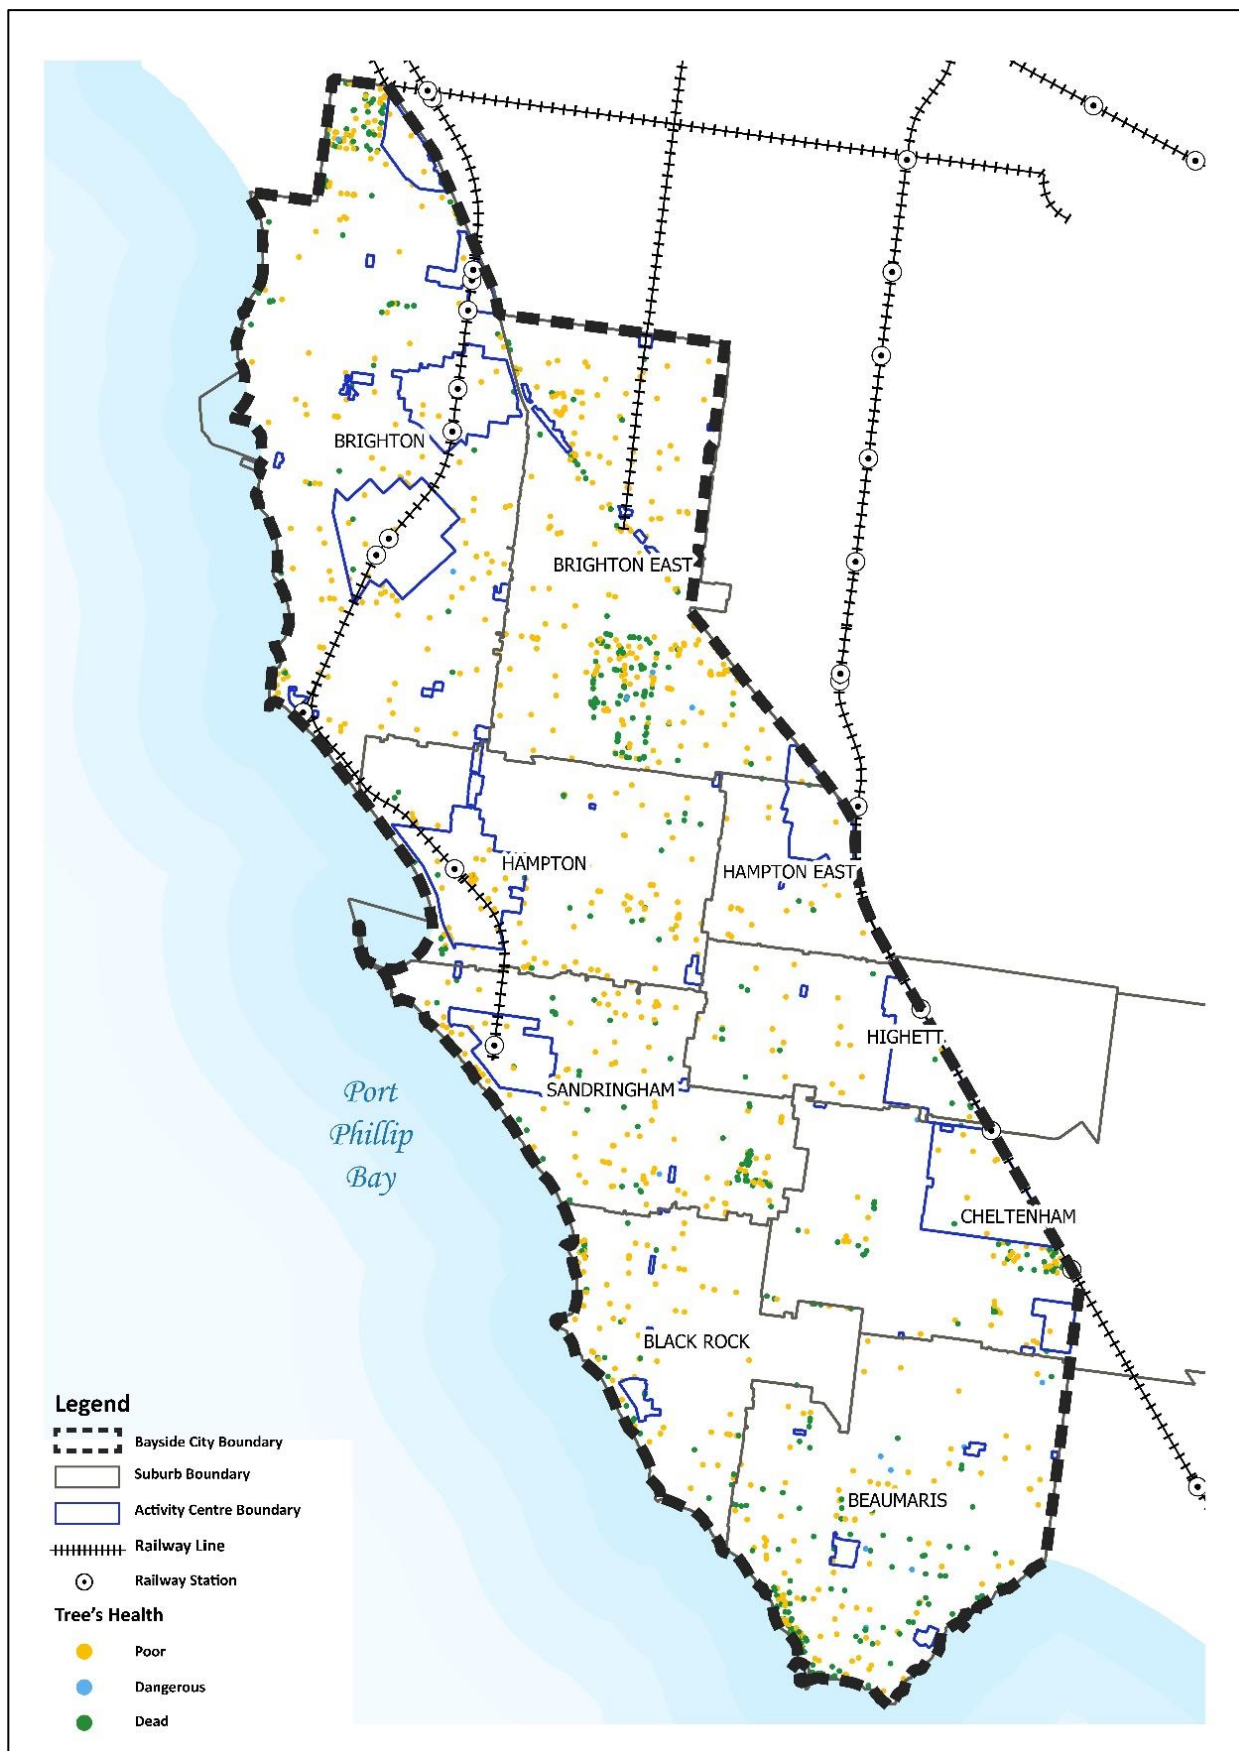 BRIGHTON
BRIGHTON EAST
HAMPTON
HAMPTON EAST
HIGHETT
SANDRINGHAM
Port
Phillip
Bay
CHELTENHAM
BLACK ROCK
BEAUMARIS
Legend
Bayside City Boundary
Suburb Boundary
Activity Centre Boundary
Railway Line
Railway Station
Tree's Health
Poor
Dangerous
Dead